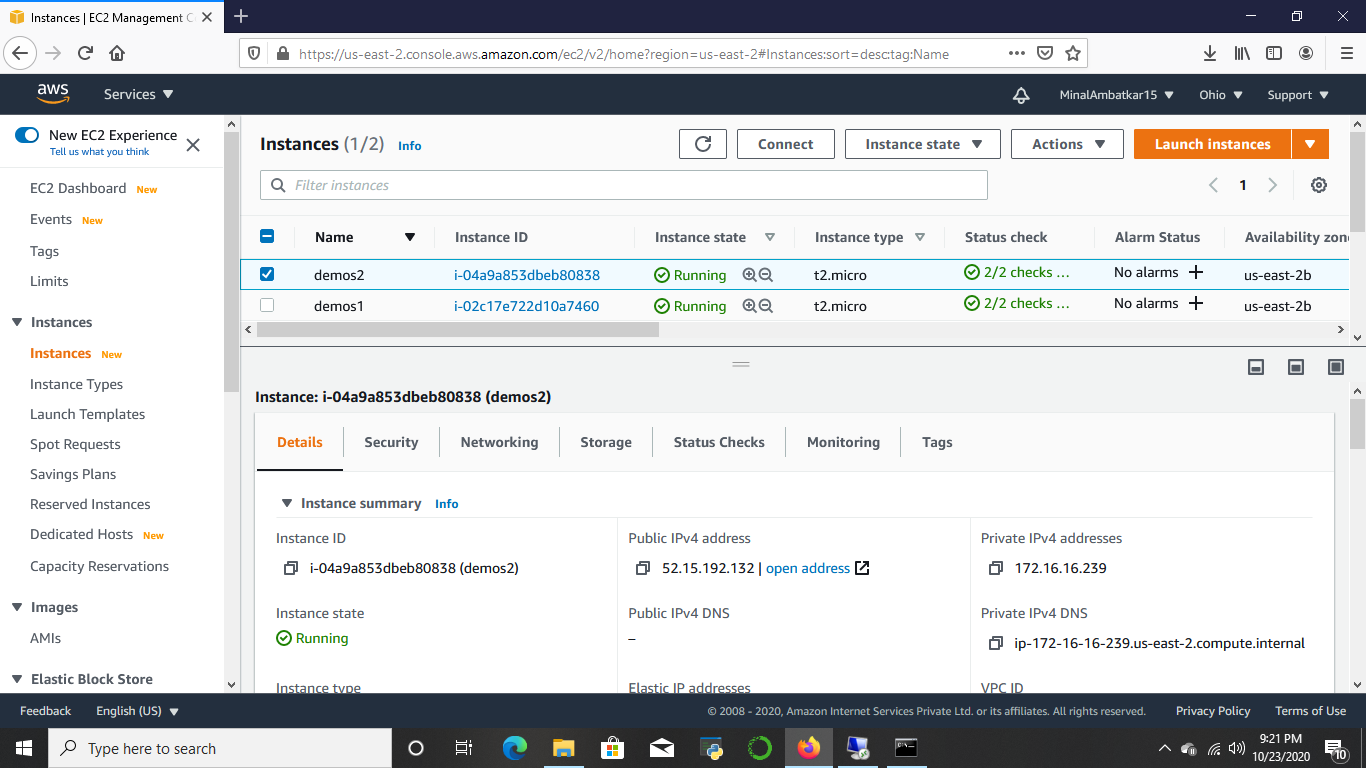 Instances | EC2 Management C
https://us-east-2.console.aws.amazon.com/ec2/v2/home?region=us-east-2#Instances:sort=desc:tag:Name
aws
Services
MinalAmbatkar15
Ohio
Support
New EC2 Experience
Tell us what you think
EC2 Dashboard New
Events New
Tags
Limits
Instances
Instances New
Instance Types
Launch Templates
Spot Requests
Savings Plans
Reserved Instances
Dedicated Hosts New
Capacity Reservations
Images
AMIs
Elastic Block Store
Instances (1/2) Info
Connect
Instance state
Actions
Launch instances
Filter instances
1
Name Instance ID Instance state Instance type Status check Alarm Status Availability zone
demos2 i-04a9a853dbeb80838 Running t2.micro 2/2 checks ... No alarms us-east-2b
demos1 i-02c17e722d10a7460 Running t2.micro 2/2 checks ... No alarms us-east-2b
Instance: i-04a9a853dbeb80838 (demos2)
Details Security Networking Storage Status Checks Monitoring Tags
Instance summary Info
Instance ID
i-04a9a853dbeb80838 (demos2)
Public IPv4 address
52.15.192.132 | open address
Private IPv4 addresses
172.16.16.239
Instance state
Running
Public IPv4 DNS
–
Private IPv4 DNS
ip-172-16-16-239.us-east-2.compute.internal
Instance type
Elastic IP addresses
VPC ID
Feedback
English (US)
© 2008 - 2020, Amazon Internet Services Private Ltd. or its affiliates. All rights reserved.
Privacy Policy
Terms of Use
Type here to search
9:21 PM
10/23/2020
10